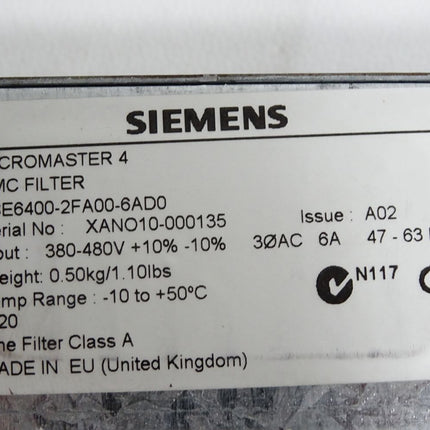 SIEMENS
CROMASTER 4
MC FILTER
SE6400-2FA00-6AD0
rial No : XANO10-000135
Issue : A02
out : 380-480V +10% -10%
3ØAC 6A 47 - 63
eight: 0.50kg/1.10lbs
mp Range : -10 to +50°C
N117
20
ne Filter Class A
ADE IN EU (United Kingdom)